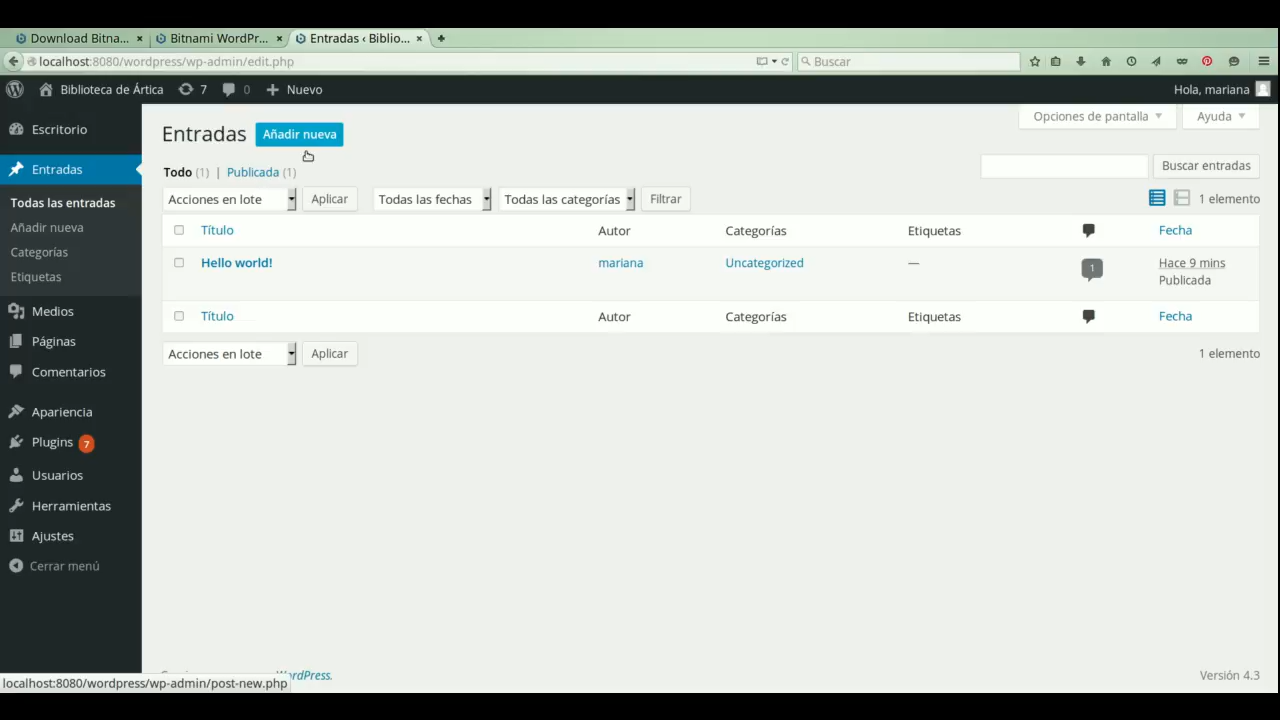 Download Bitna... × Bitnami WordPr... × Entradas ‹ Biblio... ×
localhost:8080/wordpress/wp-admin/edit.php Buscar
Biblioteca de Ártica 7 0 Nuevo Hola, mariana
Opciones de pantalla Ayuda
Escritorio
Entradas
Todas las entradas
Añadir nueva
Categorías
Etiquetas
Medios
Páginas
Comentarios
Apariencia
Plugins 7
Usuarios
Herramientas
Ajustes
Cerrar menú
Entradas Añadir nueva
Todo (1) | Publicada (1)
Buscar entradas
Acciones en lote Aplicar Todas las fechas Todas las categorías Filtrar 1 elemento
Título Autor Categorías Etiquetas Fecha
Hello world! mariana Uncategorized — 1 Hace 9 mins
Publicada
Título Autor Categorías Etiquetas Fecha
Acciones en lote Aplicar 1 elemento
WordPress. Versión 4.3
localhost:8080/wordpress/wp-admin/post-new.php